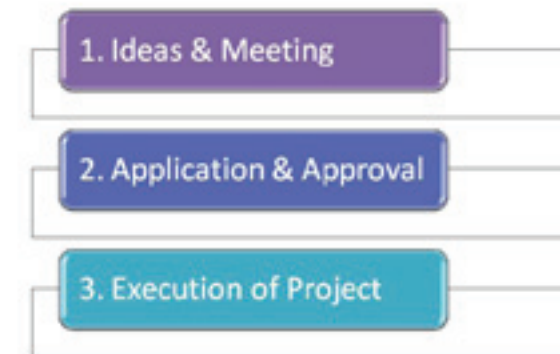 1. Ideas & Meeting
2. Application & Approval
3. Execution of Project